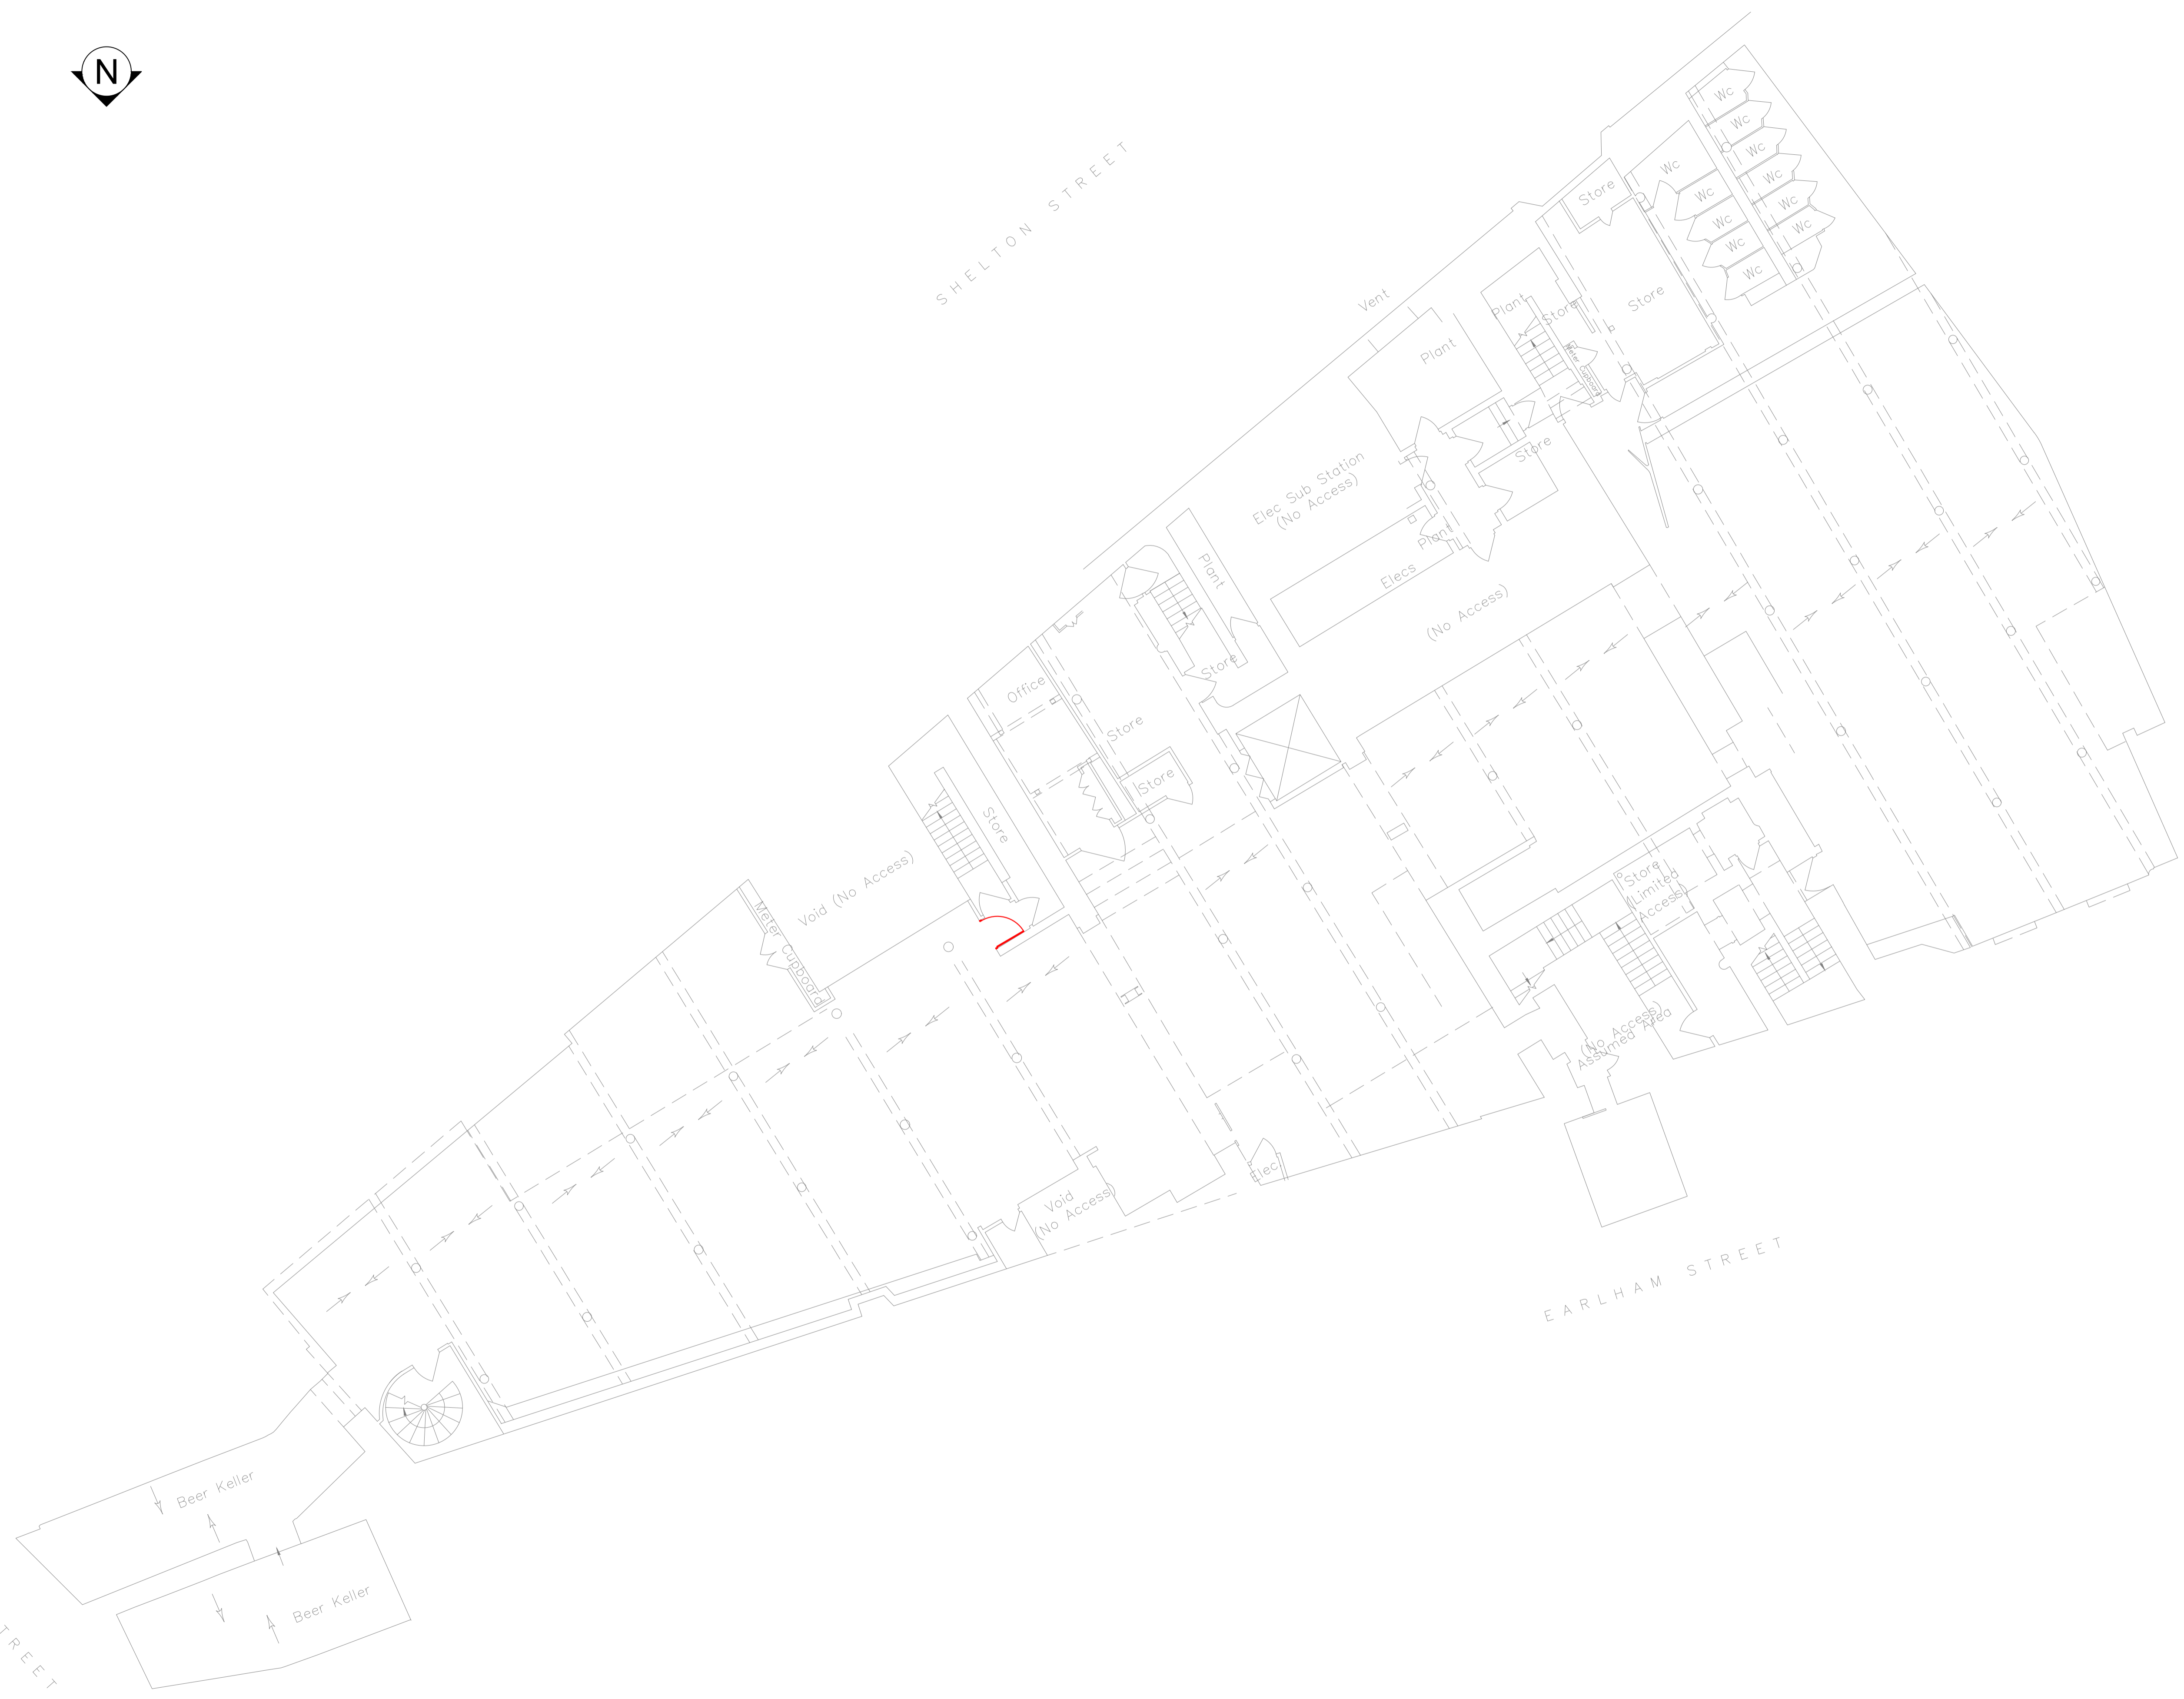 N
SHELTON STREET
Wc
Wc
Wc
Wc
Wc
Wc
Wc
Wc
Wc
Wc
Wc
Store
Store
Vent
Plant
Store
Meter Cupboard
Plant
Store
Elec Sub Station
(No Access)
Plant
Elecs
(No Access)
Plant
Store
Office
Store
Store
Store
Void (No Access)
Meter Cupboard
Store
(Limited
Access)
(No Access)
Assumed Area
Elec
Void
(No Access)
EARLHAM STREET
Beer Keller
Beer Keller
TREET